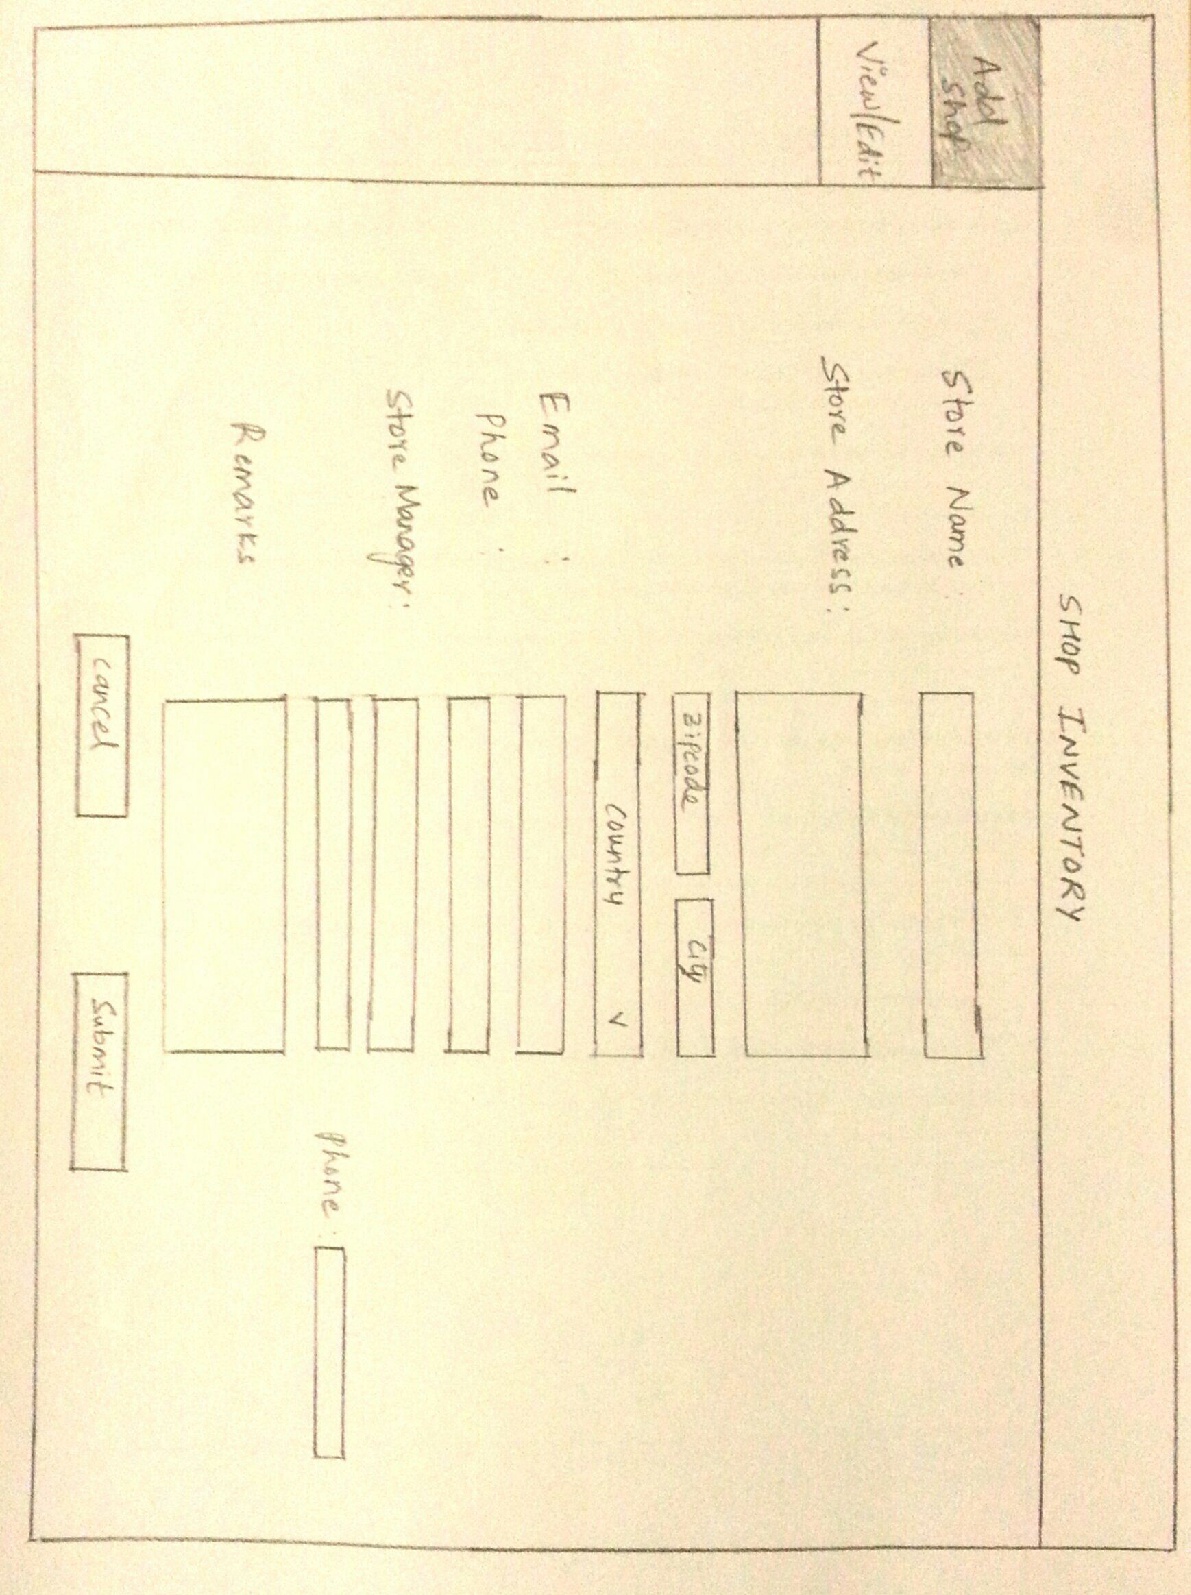 SHOP INVENTORY
Add
Shop
View/Edit
Store Name :
Store Address :
Zipcode
City
Country v
Email :
Phone :
Store Manager :
Phone :
Remarks
Cancel
Submit